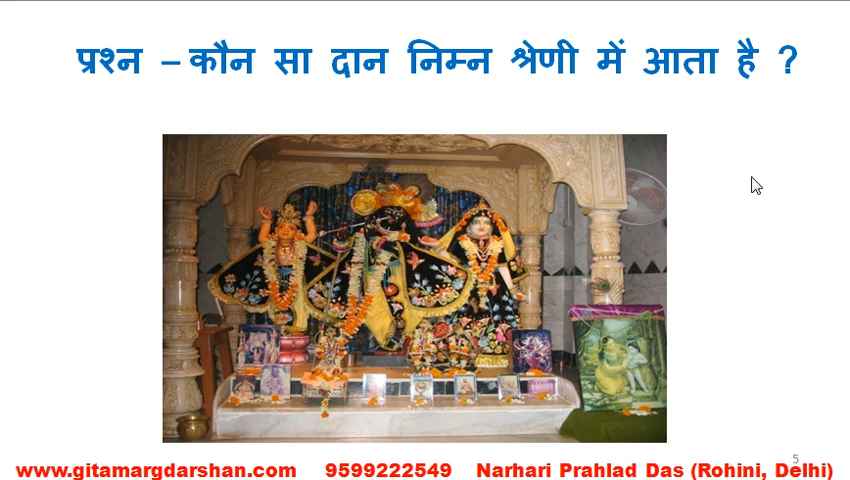 प्रश्न – कौन सा दान निम्न श्रेणी में आता है ?
5
www.gitamargdarshan.com 9599222549 Narhari Prahlad Das (Rohini, Delhi)